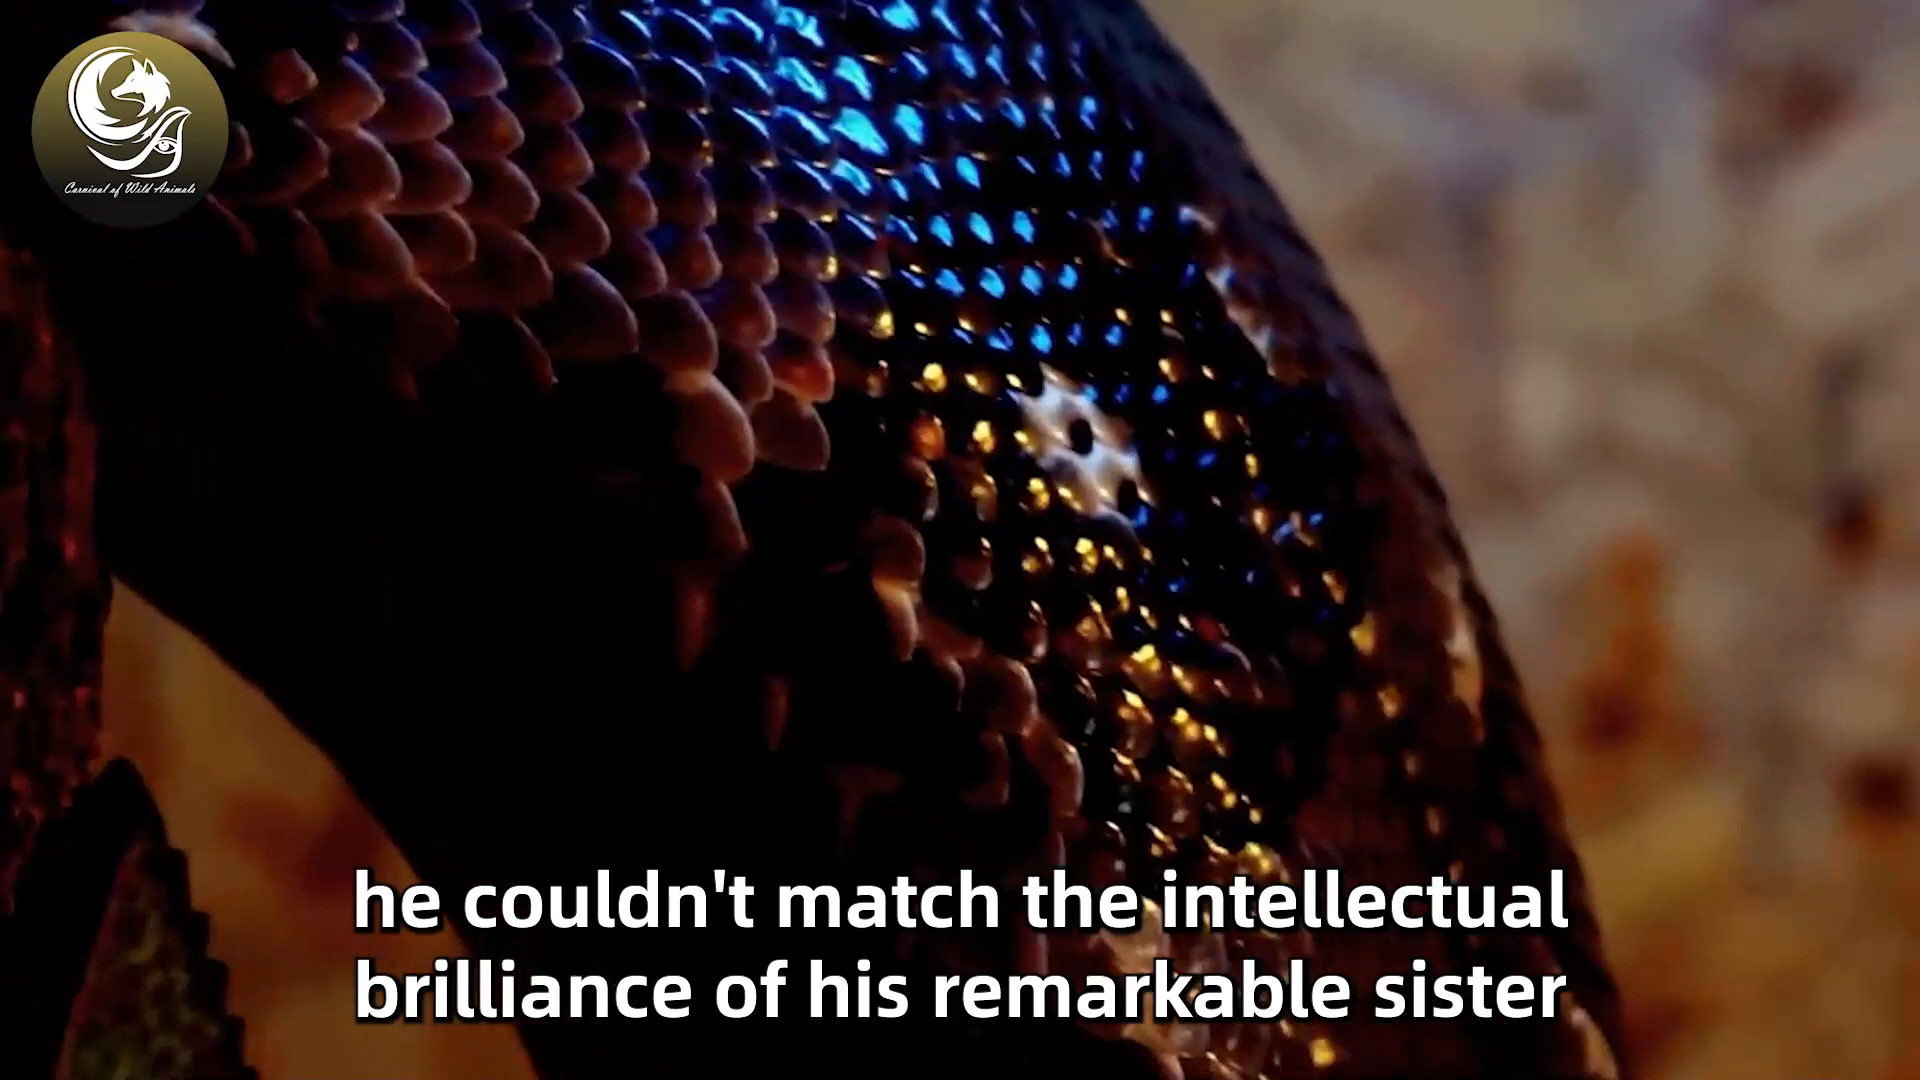 Carnival of Wild Animals
he couldn't match the intellectual
brilliance of his remarkable sister